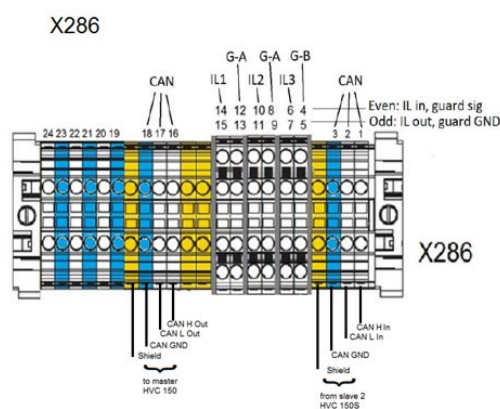 X286
G-A G-A G-B
CAN IL1 IL2 IL3 CAN
14 12 10 8 6 4 Even: IL in, guard sig
15 13 11 9 7 5 Odd: IL out, guard GND
24 23 22 21 20 19 18 17 16 3 2 1
X286
CAN H Out
CAN L Out
CAN GND
Shield
to master
HVC 150
CAN H In
CAN L In
CAN GND
Shield
from slave 2
HVC 150S